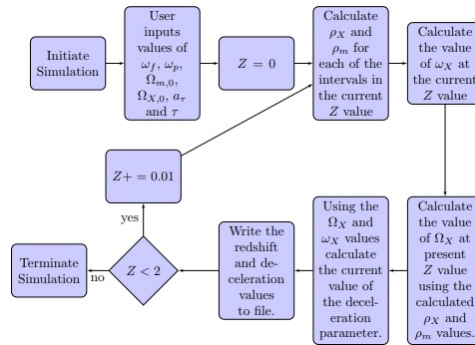 Initiate
Simulation
User
inputs
values of
ω_f, ω_p,
Ω_{m,0},
Ω_{X,0}, a_τ
and τ
Z = 0
Calculate
ρ_X and
ρ_m for
each of the
intervals in
the current
Z value
Calculate
the value
of ω_X at
the current
Z value
Calculate
the value
of Ω_X at
present
Z value
using the
calculated
ρ_X and
ρ_m values.
Using the
Ω_X and
ω_X values
calculate
the current
value of
the decel-
eration
parameter.
Write the
redshift
and de-
celeration
values
to file.
Z < 2
yes
Z+ = 0.01
no
Terminate
Simulation